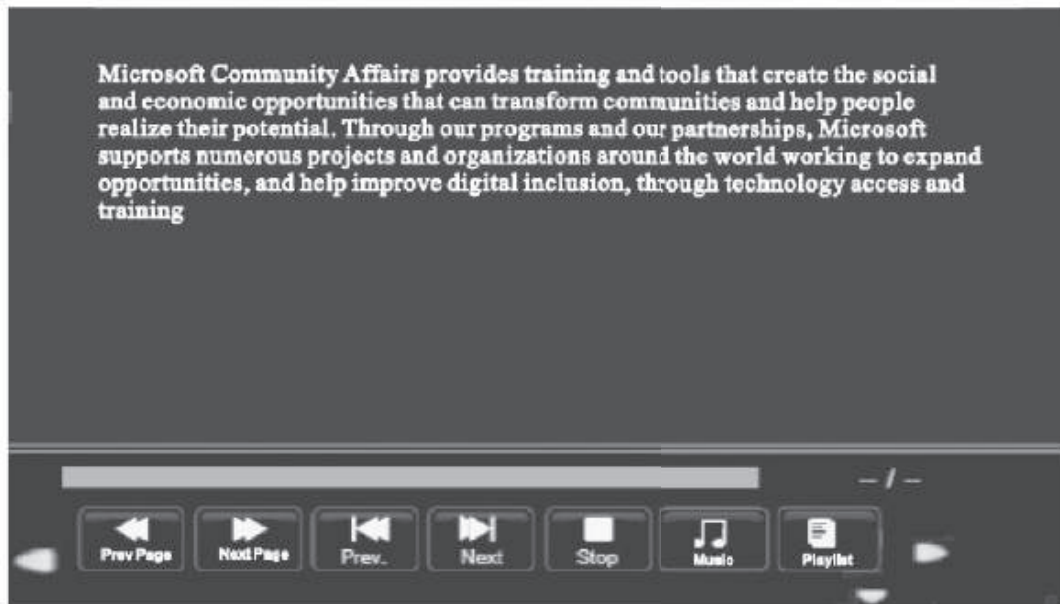 Microsoft Community Affairs provides training and tools that create the social
and economic opportunities that can transform communities and help people
realize their potential. Through our programs and our partnerships, Microsoft
supports numerous projects and organizations around the world working to expand
opportunities, and help improve digital inclusion, through technology access and
training
-- / --
Prev Page Next Page Prev.. Next Stop Music Playlist